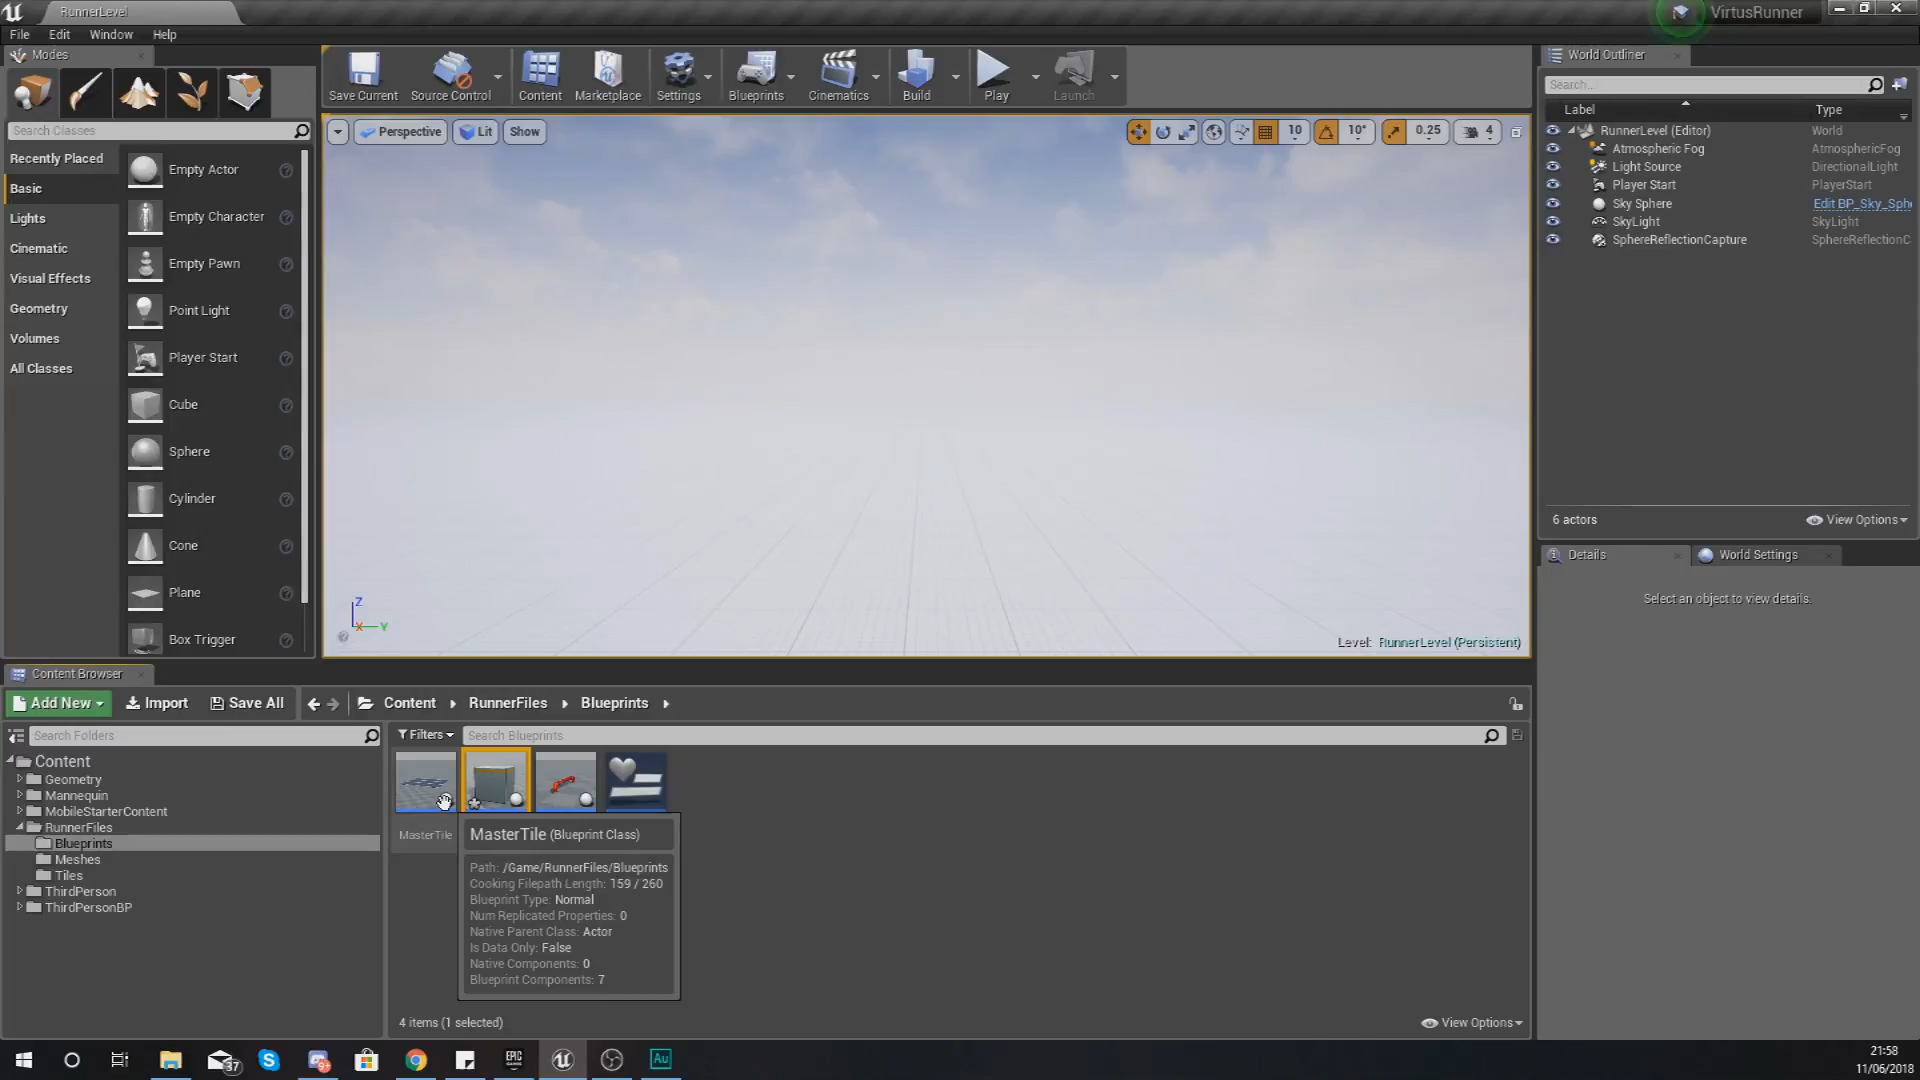 RunnerLevel
VirtusRunner
File Edit Window Help
Modes
Save Current
Source Control
Content
Marketplace
Settings
Blueprints
Cinematics
Build
Play
Launch
World Outliner
Search...
Label Type
RunnerLevel (Editor) World
Atmospheric Fog AtmosphericFog
Light Source DirectionalLight
Player Start PlayerStart
Sky Sphere Edit BP_Sky_Sph
SkyLight SkyLight
SphereReflectionCapture SphereReflectionC
6 actors View Options
Details World Settings
Select an object to view details.
Search Classes
Recently Placed
Basic
Lights
Cinematic
Visual Effects
Geometry
Volumes
All Classes
Empty Actor
Empty Character
Empty Pawn
Point Light
Player Start
Cube
Sphere
Cylinder
Cone
Plane
Box Trigger
Perspective Lit Show
10 10° 0.25 4
Z
X Y
Level: RunnerLevel (Persistent)
Content Browser
Add New Import Save All Content RunnerFiles Blueprints
Search Folders
Filters Search Blueprints
Content
Geometry
Mannequin
MobileStarterContent
RunnerFiles
Blueprints
Meshes
Tiles
ThirdPerson
ThirdPersonBP
MasterTile
MasterTile (Blueprint Class)
Path: /Game/RunnerFiles/Blueprints
Cooking Filepath Length: 159 / 260
Blueprint Type: Normal
Num Replicated Properties: 0
Native Parent Class: Actor
Is Data Only: False
Native Components: 0
Blueprint Components: 7
4 items (1 selected) View Options
37
9+
EPIC
GAMES
Au
21:58
11/06/2018